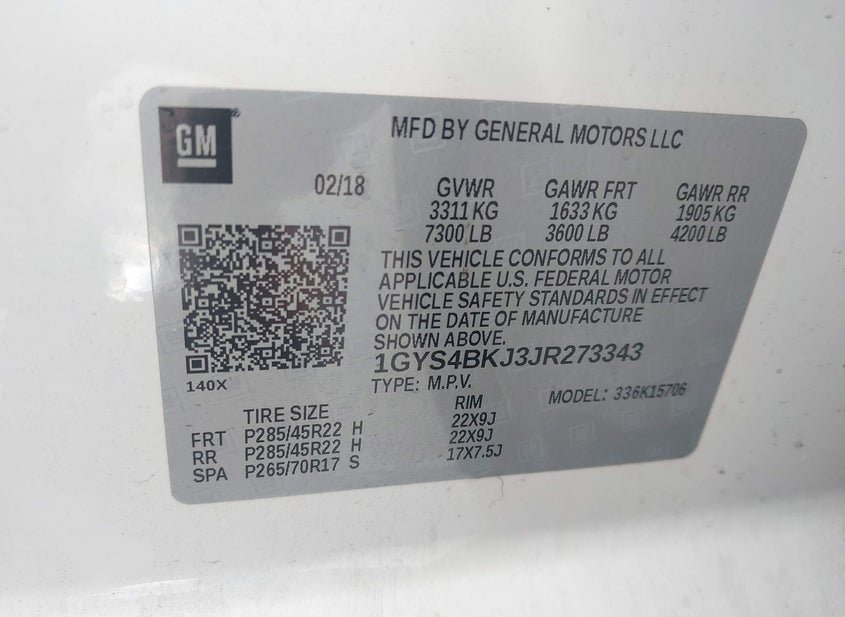 GM ®
MFD BY GENERAL MOTORS LLC
02/18 GVWR GAWR FRT GAWR RR
3311 KG 1633 KG 1905 KG
7300 LB 3600 LB 4200 LB
THIS VEHICLE CONFORMS TO ALL
APPLICABLE U.S. FEDERAL MOTOR
VEHICLE SAFETY STANDARDS IN EFFECT
ON THE DATE OF MANUFACTURE
SHOWN ABOVE.
1GYS4BKJ3JR273343
140X
TYPE: M.P.V. MODEL: 336K15706
TIRE SIZE RIM
FRT P285/45R22 H 22X9J
RR P285/45R22 H 22X9J
SPA P265/70R17 S 17X7.5J